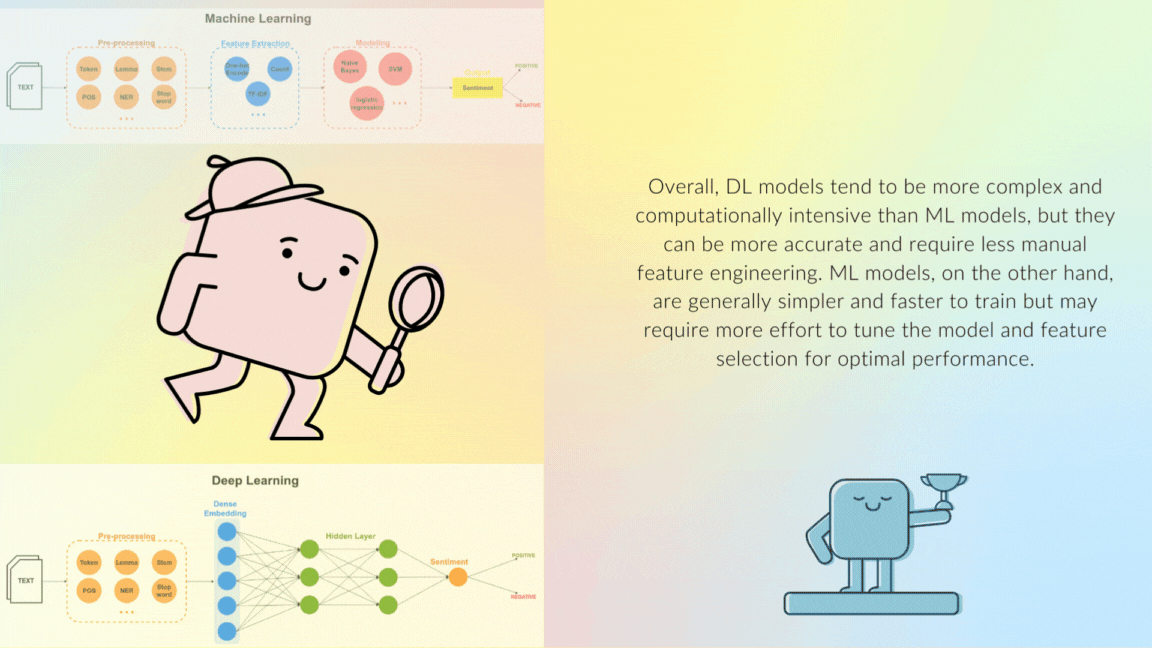 Machine Learning
Pre-processing
Feature Extraction
Modeling
TEXT
Token
Lemma
Stem
POS
NER
Stop
word
...
Count
TF-IDF
...
Naive
Bayes
SVM
logistic
regression
...
Sentiment
POSITIVE
NEGATIVE
Overall, DL models tend to be more complex and
computationally intensive than ML models, but they
can be more accurate and require less manual
feature engineering. ML models, on the other hand,
are generally simpler and faster to train but may
require more effort to tune the model and feature
selection for optimal performance.
Deep Learning
Pre-processing
Dense
Embedding
Hidden Layer
Sentiment
TEXT
Token
Lemma
Stem
POS
NER
Stop
word
...
POSITIVE
NEGATIVE